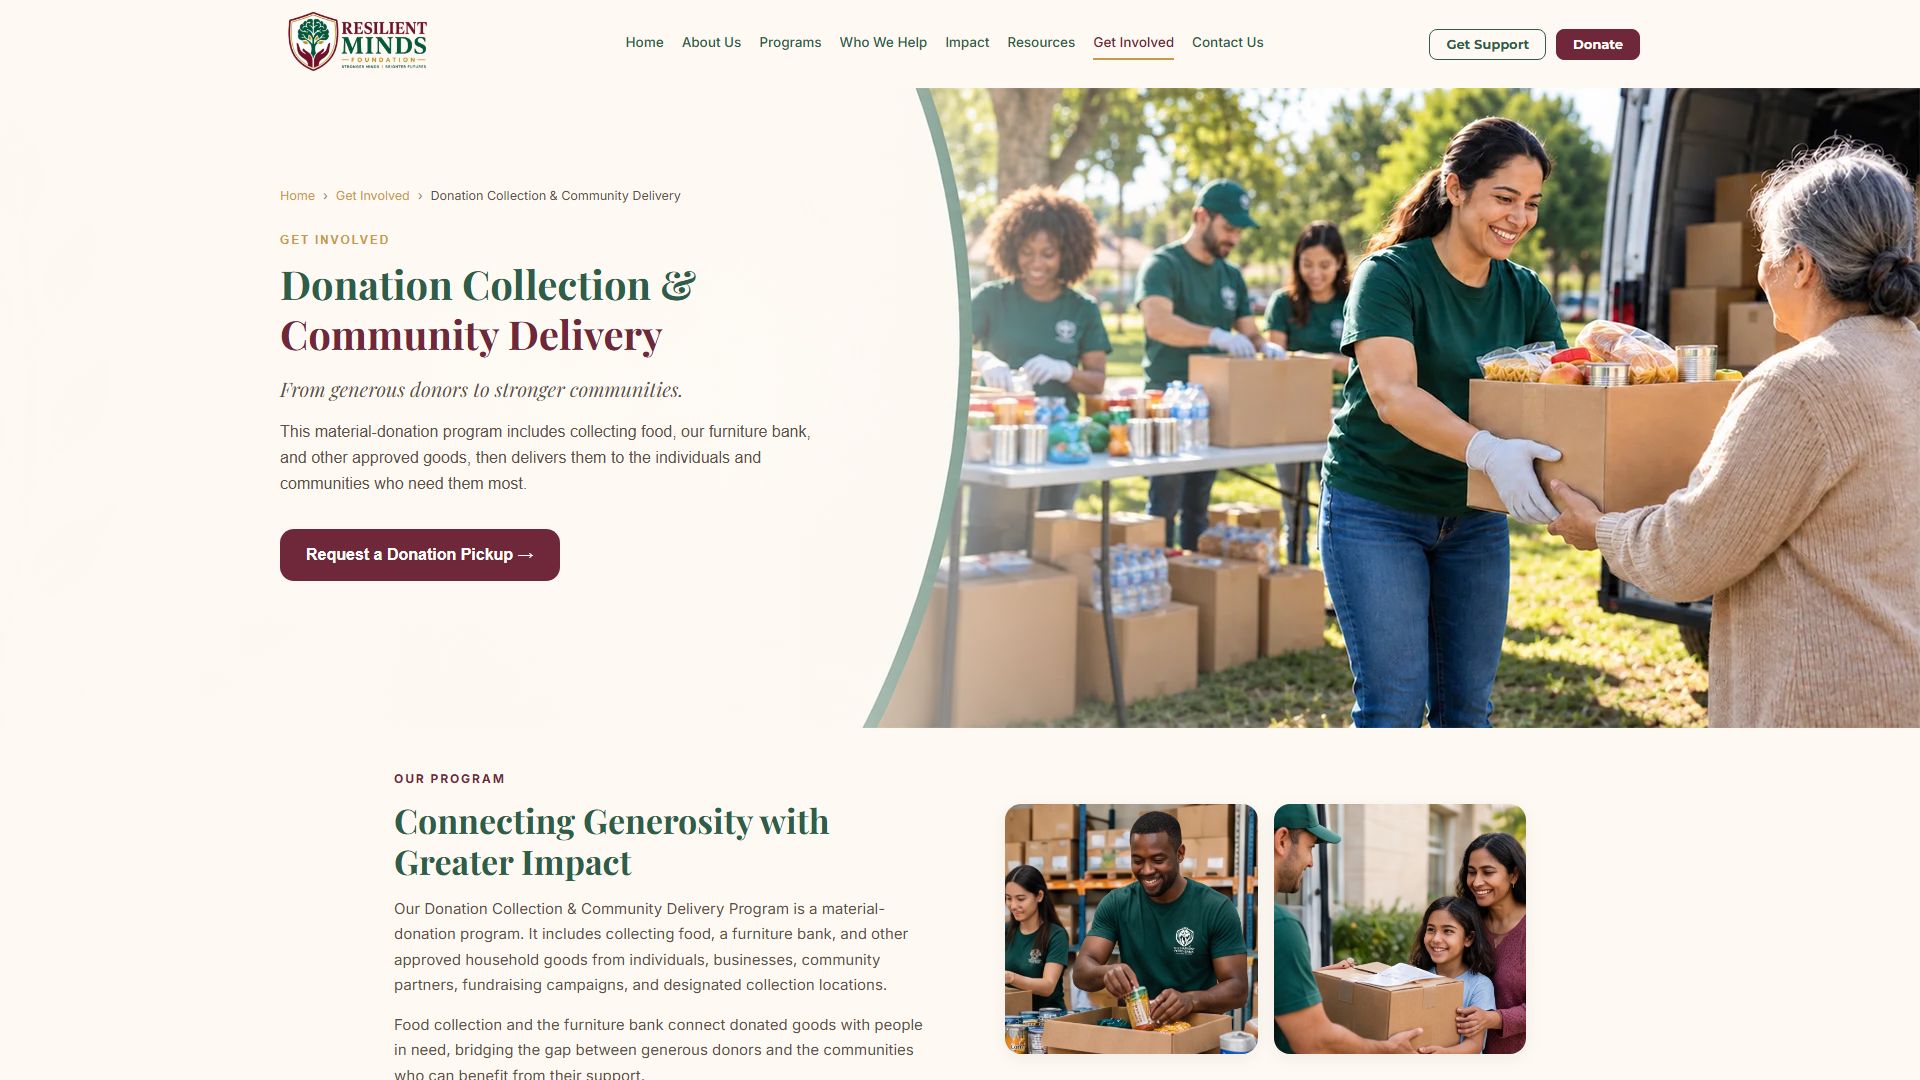 RESILIENT
MINDS
FOUNDATION
STRONGER MINDS | BRIGHTER FUTURES
Home
About Us
Programs
Who We Help
Impact
Resources
Get Involved
Contact Us
Get Support
Donate
Home › Get Involved › Donation Collection & Community Delivery
GET INVOLVED
Donation Collection &
Community Delivery
From generous donors to stronger communities.
This material-donation program includes collecting food, our furniture bank,
and other approved goods, then delivers them to the individuals and
communities who need them most.
Request a Donation Pickup →
OUR PROGRAM
Connecting Generosity with
Greater Impact
Our Donation Collection & Community Delivery Program is a material-
donation program. It includes collecting food, a furniture bank, and other
approved household goods from individuals, businesses, community
partners, fundraising campaigns, and designated collection locations.
Food collection and the furniture bank connect donated goods with people
in need, bridging the gap between generous donors and the communities
who can benefit from their support.